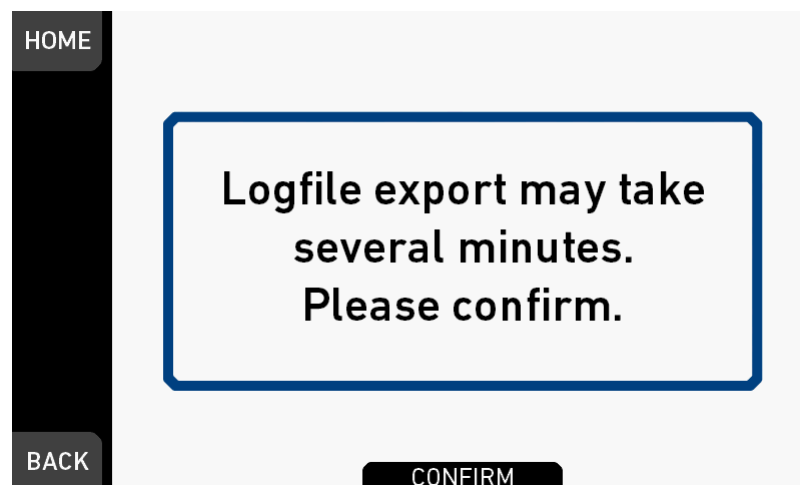 HOME
Logfile export may take
several minutes.
Please confirm.
BACK
CONFIRM